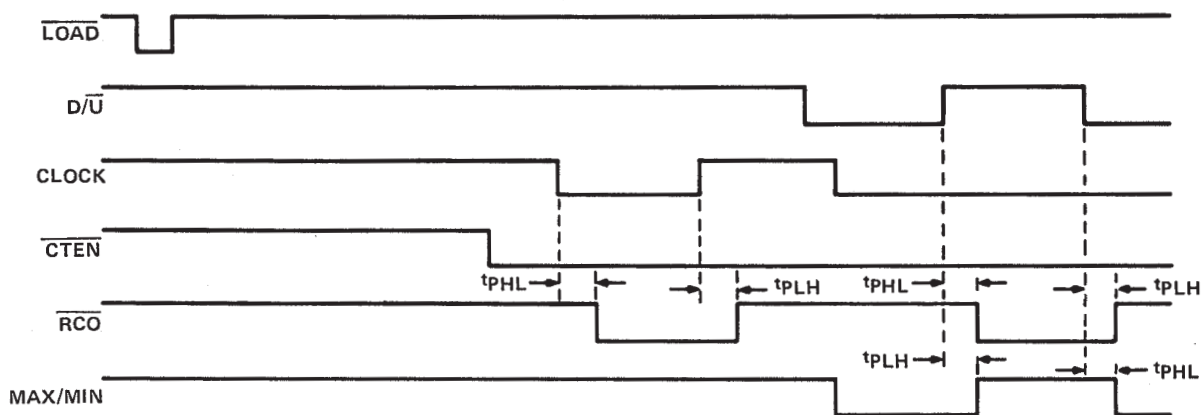 LOAD
D/U
CLOCK
CTEN
tPHL tPLH tPHL tPLH
RCO
tPLH
tPHL
MAX/MIN